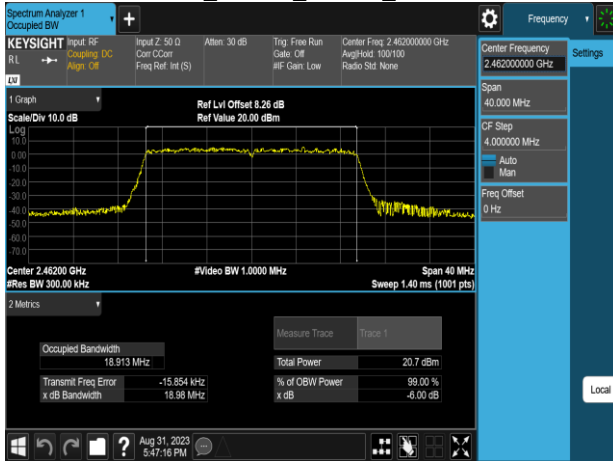 Spectrum Analyzer 1
Occupied BW
+
Frequency
KEYSIGHT
Input: RF
Coupling: DC
Align: Off
Input Z: 50 Ω
Corr CCorr
Freq Ref: Int (S)
Atten: 30 dB
Trig: Free Run
Gate: Off
#IF Gain: Low
Center Freq: 2.462000000 GHz
Avg|Hold: 100/100
Radio Std: None
R L
LXI
1 Graph
Scale/Div 10.0 dB
Ref Lvl Offset 8.26 dB
Ref Value 20.00 dBm
Log
10.0
0.00
-10.0
-20.0
-30.0
-40.0
-50.0
-60.0
-70.0
Center 2.46200 GHz
#Video BW 1.0000 MHz
Span 40 MHz
#Res BW 300.00 kHz
Sweep 1.40 ms (1001 pts)
2 Metrics
Measure Trace
Trace 1
Occupied Bandwidth
18.913 MHz
Total Power
20.7 dBm
Transmit Freq Error
-15.854 kHz
% of OBW Power
99.00 %
x dB Bandwidth
18.98 MHz
x dB
-6.00 dB
Center Frequency
2.462000000 GHz
Settings
Span
40.000 MHz
CF Step
4.000000 MHz
Auto
Man
Freq Offset
0 Hz
Local
?
Aug 31, 2023
5:47:16 PM